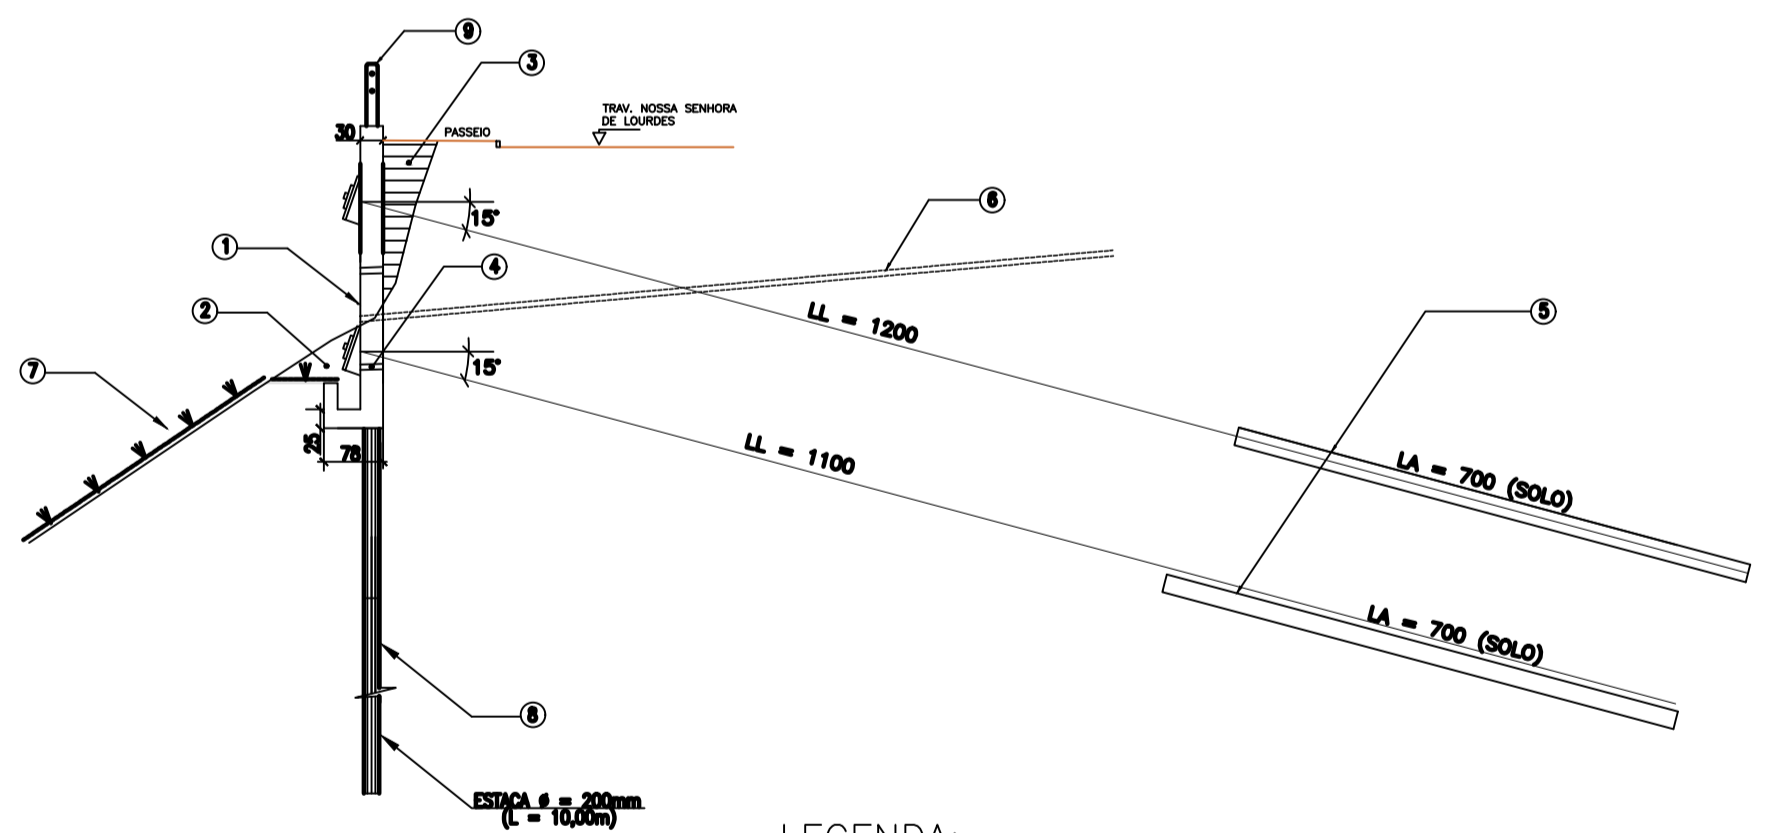 9
3
TRAV. NOSSA SENHORA
DE LOURDES
30
PASSEIO
6
15°
1
4
2
5
LL = 1200
7
15°
25
78
LL = 1100
LA = 700 (SOLO)
LA = 700 (SOLO)
8
ESTACA ø = 200mm
(L = 10,00m)
LEGENDA: